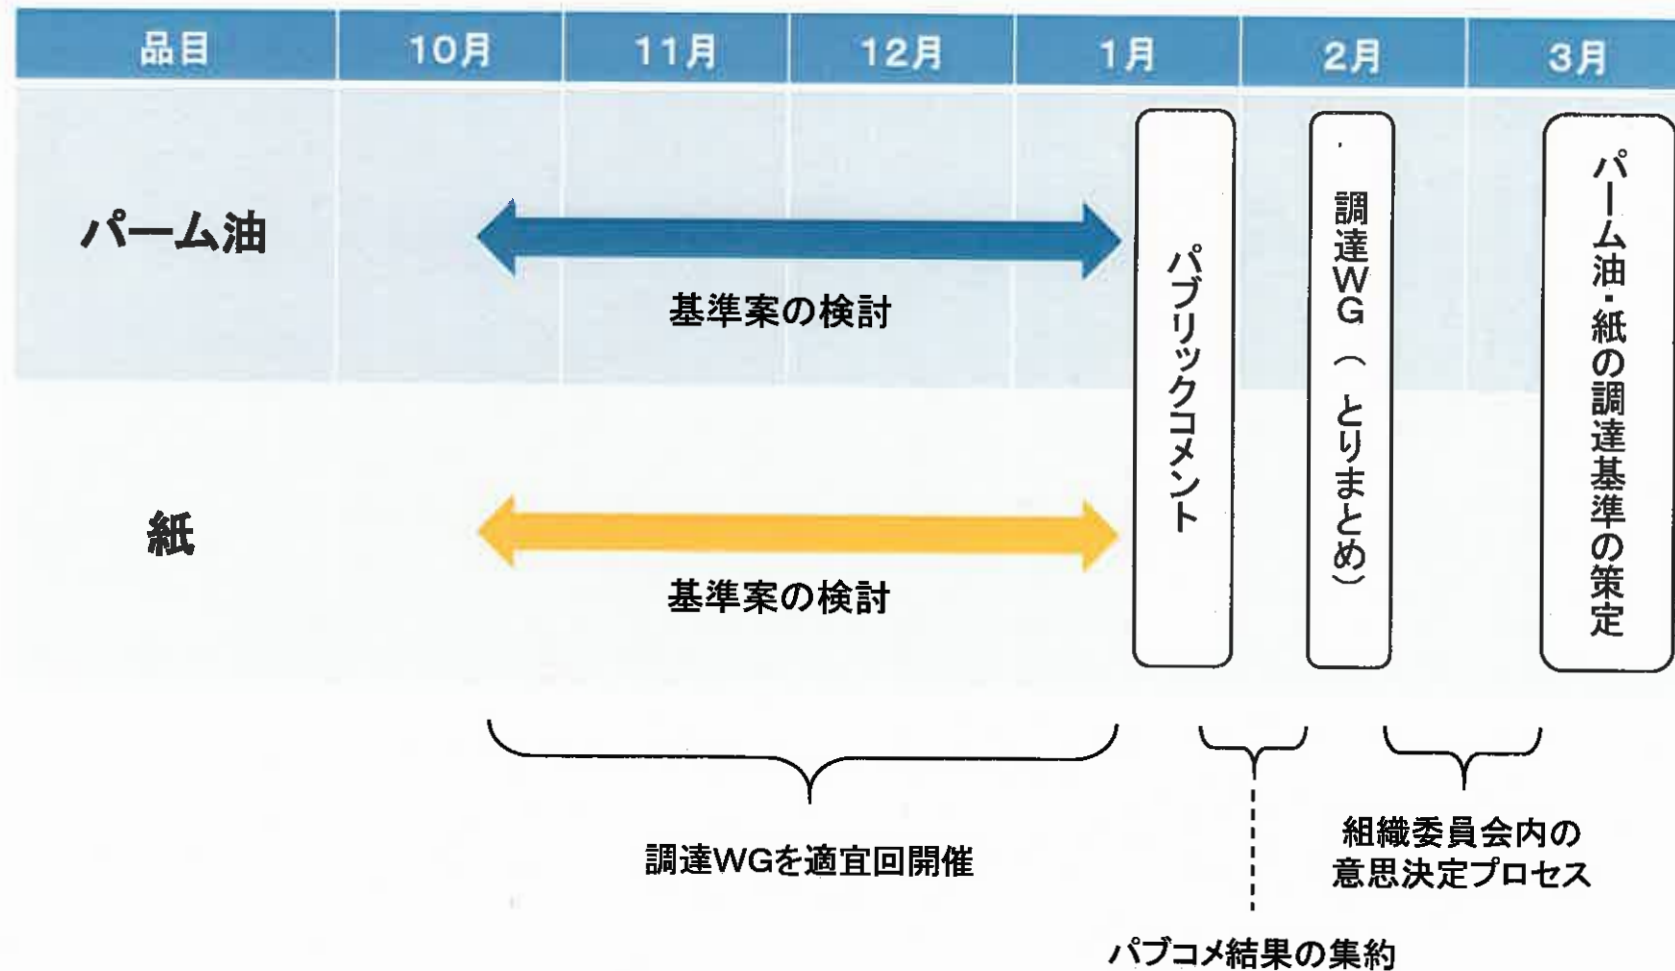 品目 10月 11月 12月 1月 2月 3月
パーム油
基準案の検討
紙
基準案の検討
パブリックコメント
調達WG(とりまとめ)
パーム油・紙の調達基準の策定
調達WGを適宜回開催
パブコメ結果の集約
組織委員会内の
意思決定プロセス